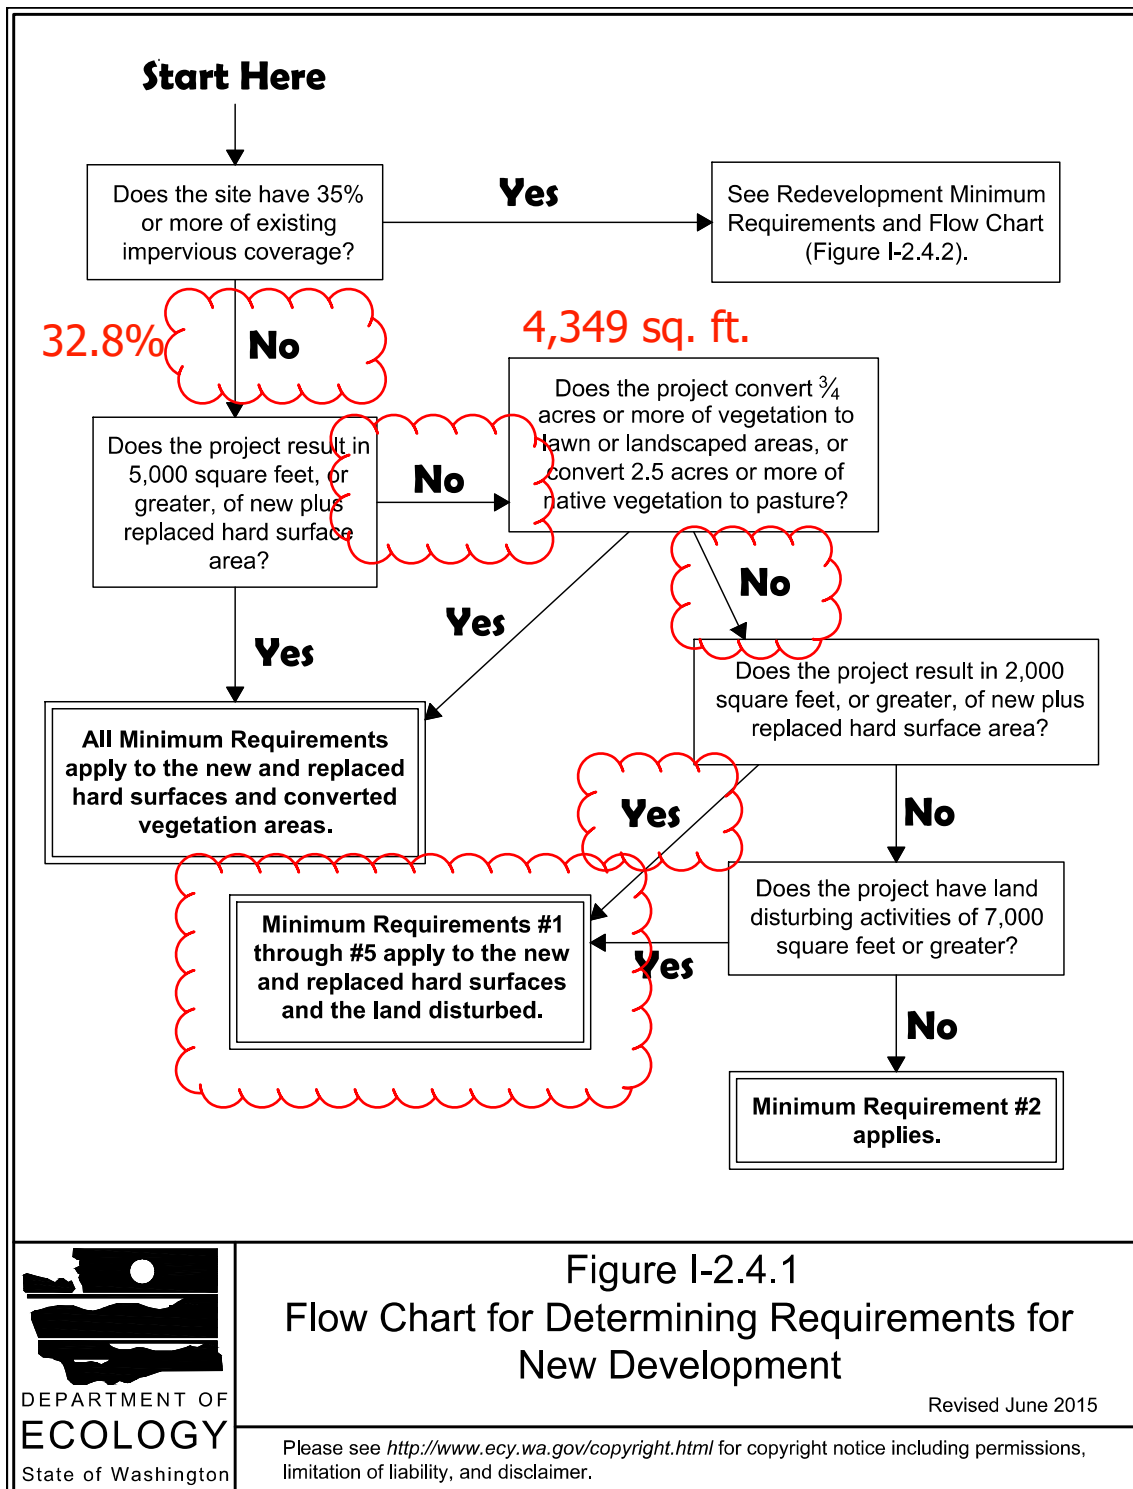 Start Here
Does the site have 35%
or more of existing
impervious coverage?
Yes
See Redevelopment Minimum
Requirements and Flow Chart
(Figure I-2.4.2).
32.8%
No
4,349 sq. ft.
Does the project result in
5,000 square feet, or
greater, of new plus
replaced hard surface
area?
No
Does the project convert ¾
acres or more of vegetation to
lawn or landscaped areas, or
convert 2.5 acres or more of
native vegetation to pasture?
Yes
Yes
No
Does the project result in 2,000
square feet, or greater, of new plus
replaced hard surface area?
All Minimum Requirements
apply to the new and replaced
hard surfaces and converted
vegetation areas.
Yes
No
Minimum Requirements #1
through #5 apply to the new
and replaced hard surfaces
and the land disturbed.
Yes
Does the project have land
disturbing activities of 7,000
square feet or greater?
No
Minimum Requirement #2
applies.
DEPARTMENT OF
ECOLOGY
State of Washington
Figure I-2.4.1
Flow Chart for Determining Requirements for
New Development
Revised June 2015
Please see http://www.ecy.wa.gov/copyright.html for copyright notice including permissions,
limitation of liability, and disclaimer.